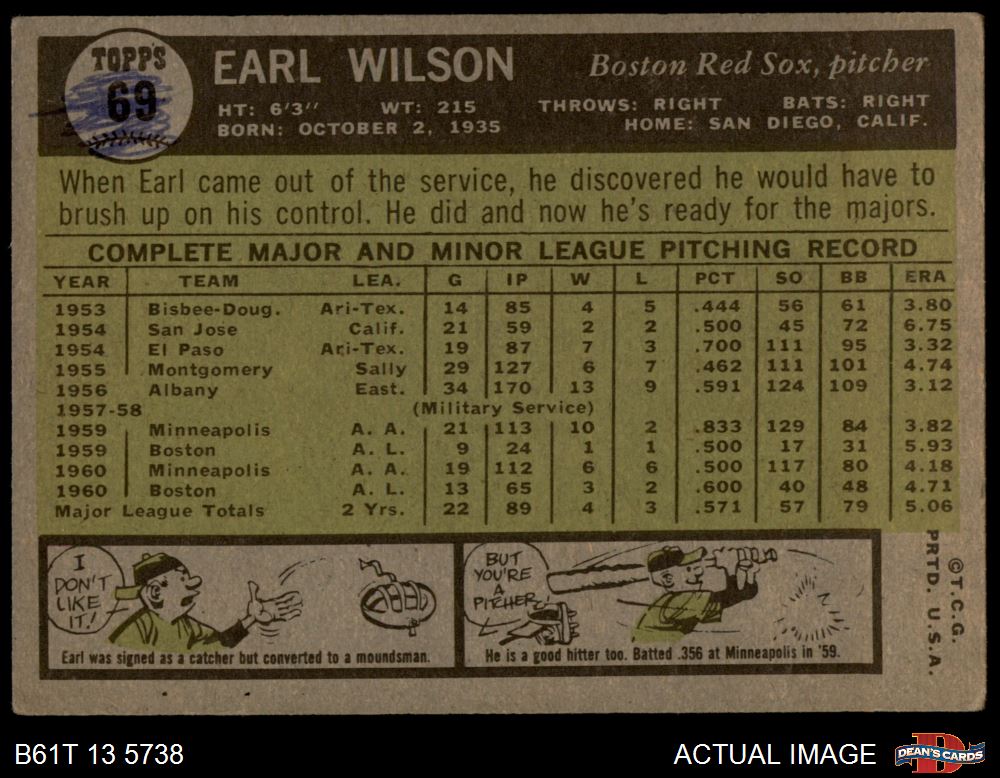 TOPP'S
69
EARL WILSON
Boston Red Sox, pitcher
HT: 6'3" WT: 215 THROWS: RIGHT BATS: RIGHT
BORN: OCTOBER 2, 1935 HOME: SAN DIEGO, CALIF.
When Earl came out of the service, he discovered he would have to
brush up on his control. He did and now he's ready for the majors.
COMPLETE MAJOR AND MINOR LEAGUE PITCHING RECORD
YEAR TEAM LEA. G IP W L PCT SO BB ERA
1953 Bisbee-Doug. Ari-Tex. 14 85 4 5 .444 56 61 3.80
1954 San Jose Calif. 21 59 2 2 .500 45 72 6.75
1954 El Paso Ari-Tex. 19 87 7 3 .700 111 95 3.32
1955 Montgomery Sally 29 127 6 7 .462 111 101 4.74
1956 Albany East. 34 170 13 9 .591 124 109 3.12
1957-58 (Military Service)
1959 Minneapolis A. A. 21 113 10 2 .833 129 84 3.82
1959 Boston A. L. 9 24 1 1 .500 17 31 5.93
1960 Minneapolis A. A. 19 112 6 6 .500 117 80 4.18
1960 Boston A. L. 13 65 3 2 .600 40 48 4.71
Major League Totals 2 Yrs. 22 89 4 3 .571 57 79 5.06
I
DON'T
LIKE
IT!
Earl was signed as a catcher but converted to a moundsman.
BUT
YOU'RE
A
PITCHER!
He is a good hitter too. Batted .356 at Minneapolis in '59.
©T.C.G.
PRTD. U.S.A.
B61T 13 5738
ACTUAL IMAGE
DEAN'S CARDS